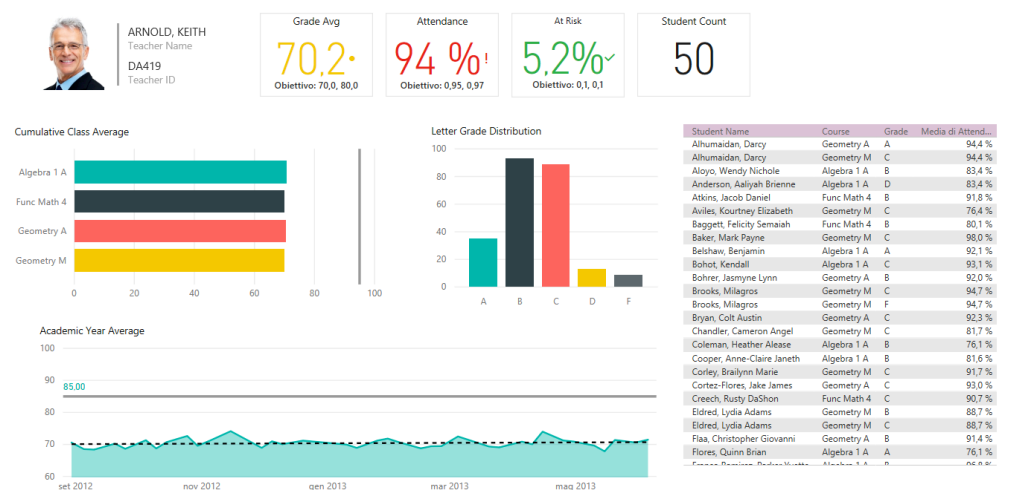 ARNOLD, KEITH
Teacher Name
DA419
Teacher ID
Grade Avg
70,2
Obiettivo: 70,0, 80,0
Attendance
94 %!
Obiettivo: 0,95, 0,97
At Risk
5,2%
Obiettivo: 0,1, 0,1
Student Count
50
Cumulative Class Average
Algebra 1 A
Func Math 4
Geometry A
Geometry M
0 20 40 60 80 100
Letter Grade Distribution
100
80
60
40
20
0
A B C D F
Academic Year Average
100
90
85.00
80
70
60
set 2012 nov 2012 gen 2013 mar 2013 mag 2013
Student Name Course Grade Media di Attend...
Alhumaidan, Darcy Geometry A A 94,4 %
Alhumaidan, Darcy Geometry M C 94,4 %
Aloyo, Wendy Nichole Algebra 1 A B 83,4 %
Anderson, Aaliyah Brienne Algebra 1 A D 83,4 %
Atkins, Jacob Daniel Func Math 4 B 91,8 %
Aviles, Kourtney Elizabeth Geometry M C 76,4 %
Baggett, Felicity Semaiah Func Math 4 B 80,1 %
Baker, Mark Payne Geometry M C 98,0 %
Belshaw, Benjamin Algebra 1 A A 92,1 %
Bohot, Kendall Algebra 1 A C 93,1 %
Bohrer, Jasmyne Lynn Geometry A B 92,0 %
Brooks, Milagros Geometry M C 94,7 %
Brooks, Milagros Geometry M F 94,7 %
Bryan, Colt Austin Geometry A C 92,3 %
Chandler, Cameron Angel Geometry M C 81,7 %
Coleman, Heather Alease Algebra 1 A B 76,1 %
Cooper, Anne-Claire Janeth Algebra 1 A B 81,6 %
Corley, Brailynn Marie Geometry M C 91,7 %
Cortez-Flores, Jake James Geometry A C 93,0 %
Creech, Rusty DaShon Func Math 4 C 90,7 %
Eldred, Lydia Adams Geometry M B 88,7 %
Eldred, Lydia Adams Geometry M C 88,7 %
Flaa, Christopher Giovanni Geometry A B 91,4 %
Flores, Quinn Brian Algebra 1 A A 76,1 %